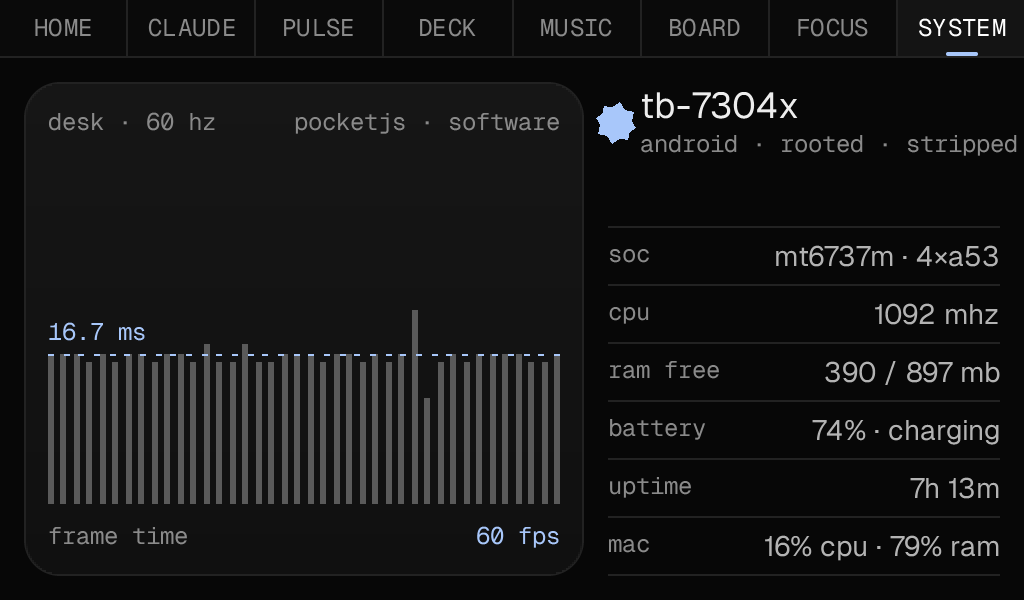 HOME CLAUDE PULSE DECK MUSIC BOARD FOCUS SYSTEM
desk · 60 hz pocketjs · software
16.7 ms
frame time 60 fps
tb-7304x
android · rooted · stripped
soc mt6737m · 4×a53
cpu 1092 mhz
ram free 390 / 897 mb
battery 74% · charging
uptime 7h 13m
mac 16% cpu · 79% ram